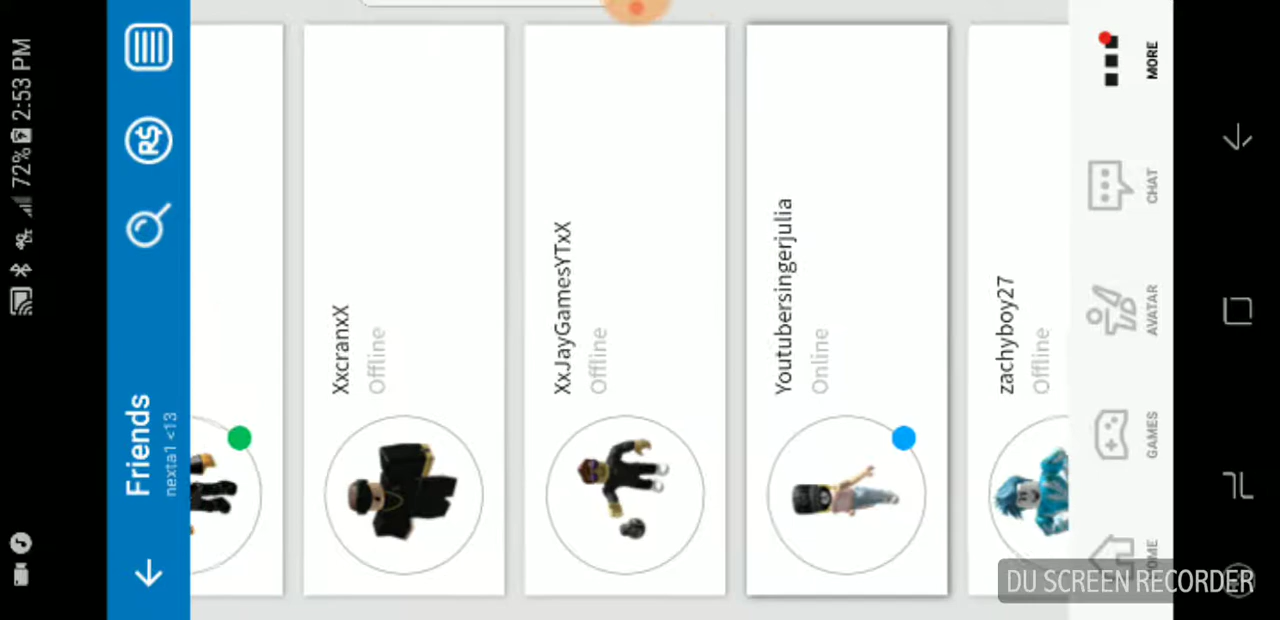 72% 2:53 PM
Friends
nexta1 <13
R$
XxcranxX
Offline
XxJayGamesYTxX
Offline
Youtubersingerjulia
Online
zachyboy27
Offline
HOME
GAMES
AVATAR
CHAT
MORE
DU SCREEN RECORDER